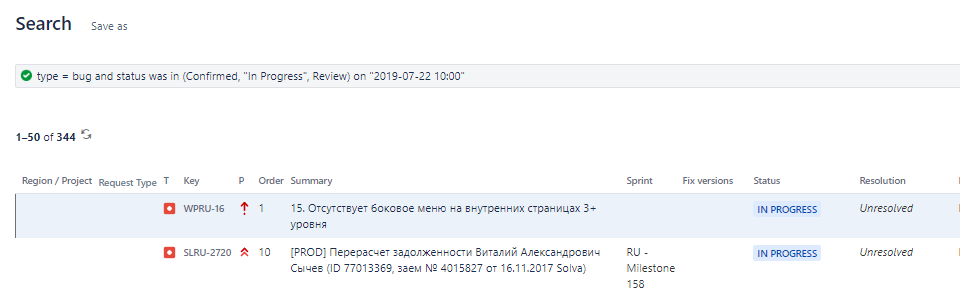 Search Save as
type = bug and status was in (Confirmed, "In Progress", Review) on "2019-07-22 10:00"
1–50 of 344
Region / Project Request Type T Key P Order Summary Sprint Fix versions Status Resolution
WPRU-16 1 15. Отсутствует боковое меню на внутренних страницах 3+ IN PROGRESS Unresolved
уровня
SLRU-2720 10 [PROD] Перерасчет задолженности Виталий Александрович RU - IN PROGRESS Unresolved
Сычев (ID 77013369, заем № 4015827 от 16.11.2017 Solva) Milestone
158